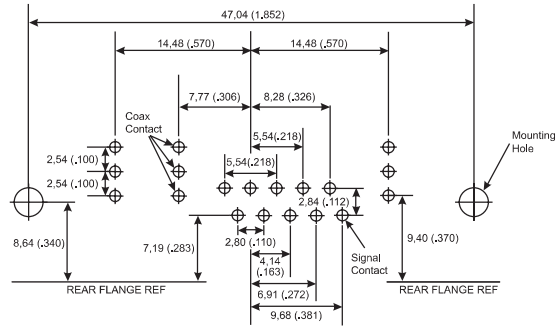 47,04 (1.852)
14,48 (.570)
14,48 (.570)
7,77 (.306)
8,28 (.326)
Coax
Contact
5,54(.218)
Mounting
Hole
2,54 (.100)
5,54(.218)
2,54 (.100)
2,84 (.112)
8,64 (.340)
7,19 (.283)
2,80 (.110)
9,40 (.370)
4,14
(.163)
Signal
Contact
REAR FLANGE REF
REAR FLANGE REF
6,91 (.272)
9,68 (.381)